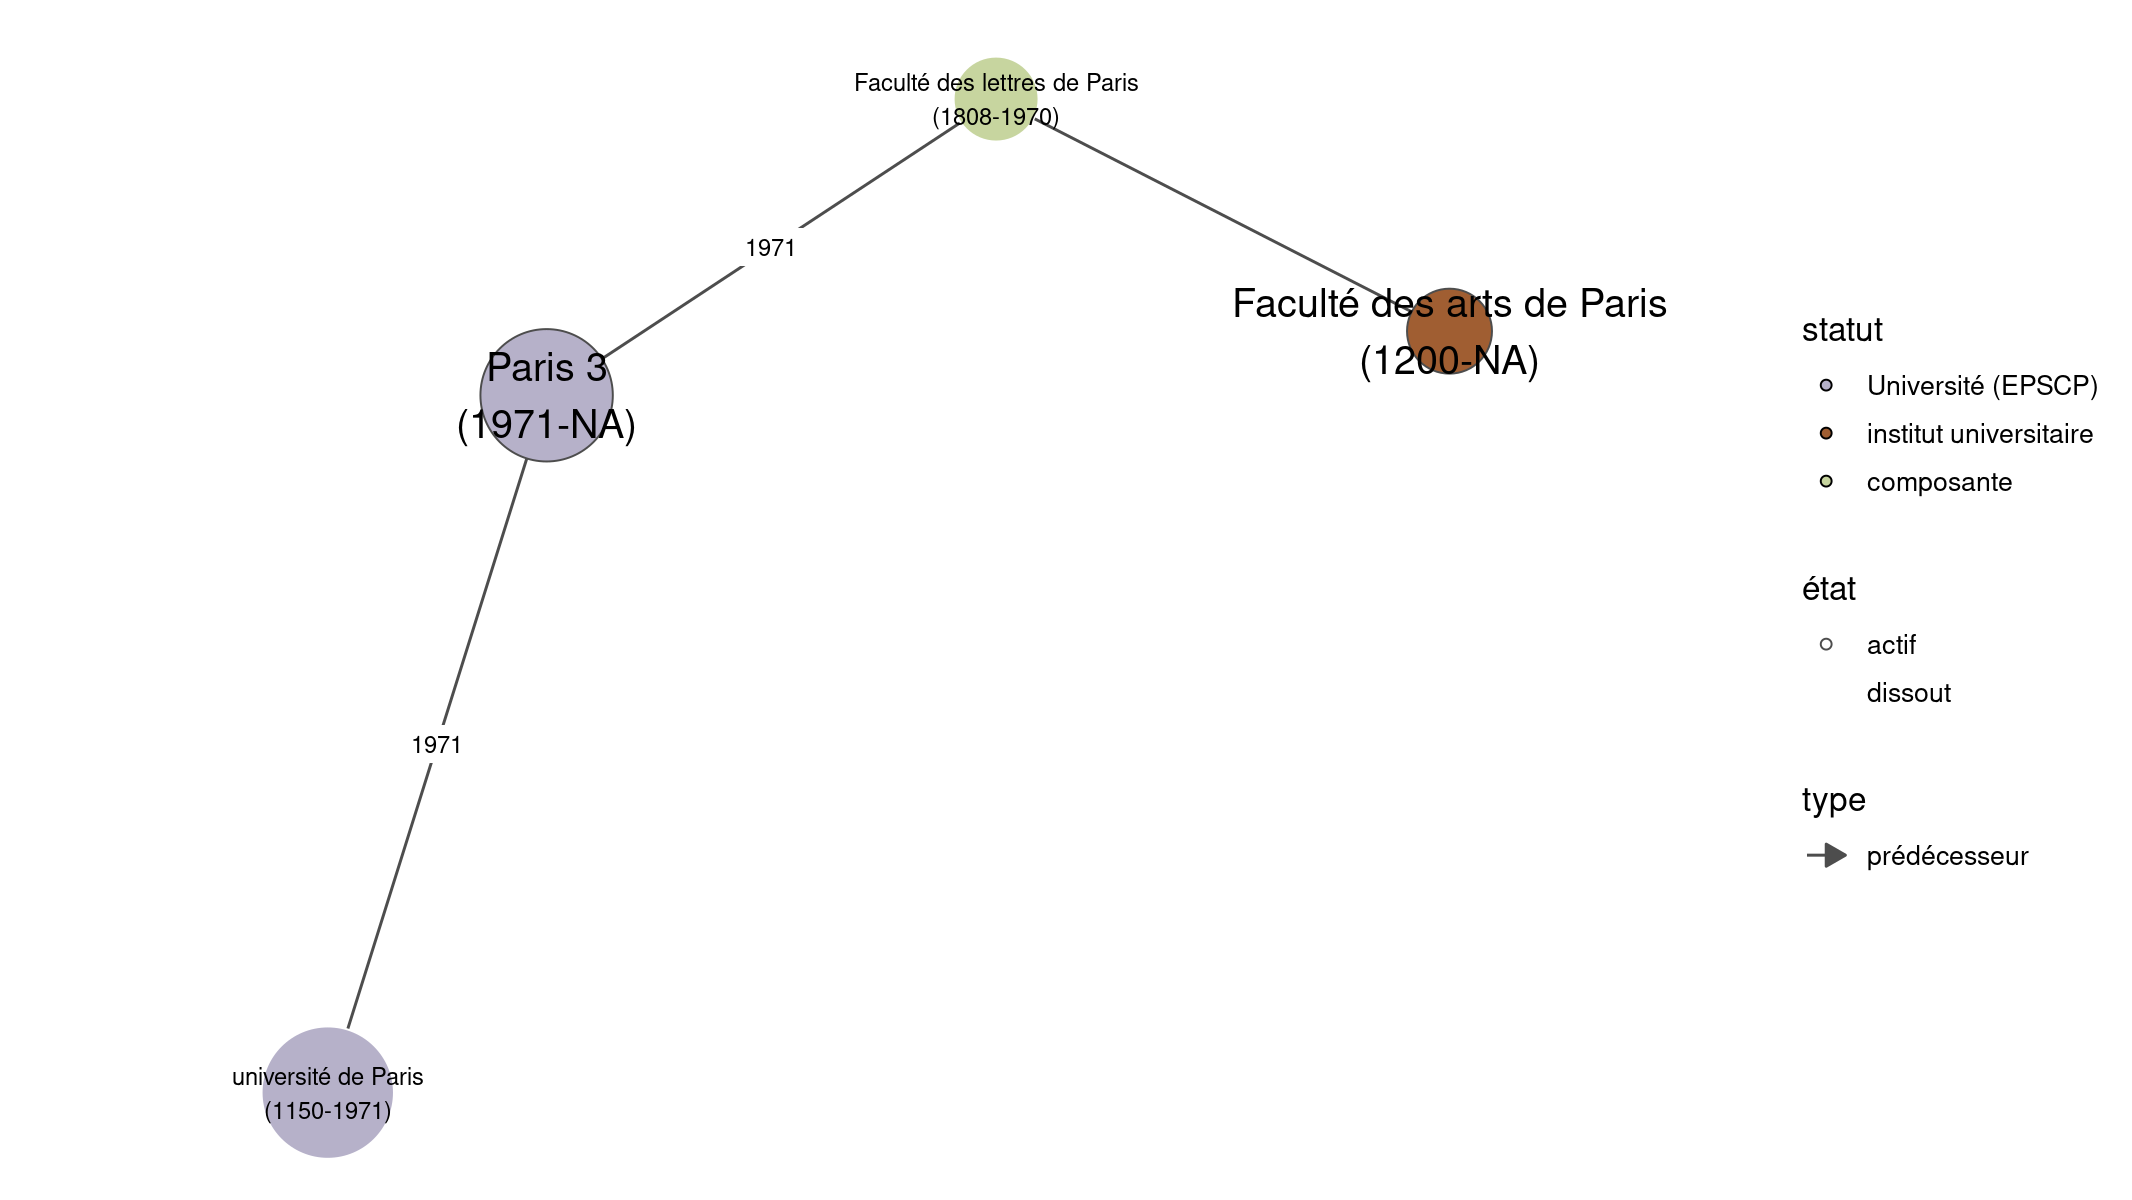 Faculté des lettres de Paris
(1808-1970)
1971
Faculté des arts de Paris
(1200-NA)
Paris 3
(1971-NA)
1971
université de Paris
(1150-1971)
statut
Université (EPSCP)
institut universitaire
composante
état
actif
dissout
type
prédécesseur